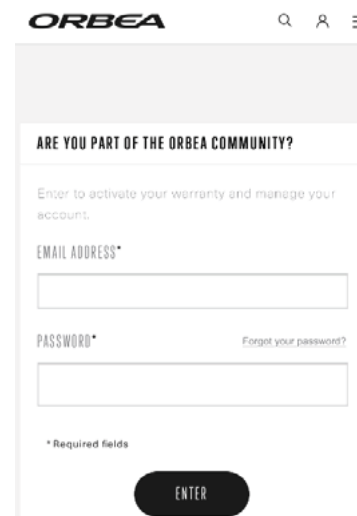 ORBEA
ARE YOU PART OF THE ORBEA COMMUNITY?
Enter to activate your warranty and manage your
account.
EMAIL ADDRESS*
PASSWORD* Forgot your password?
* Required fields
ENTER